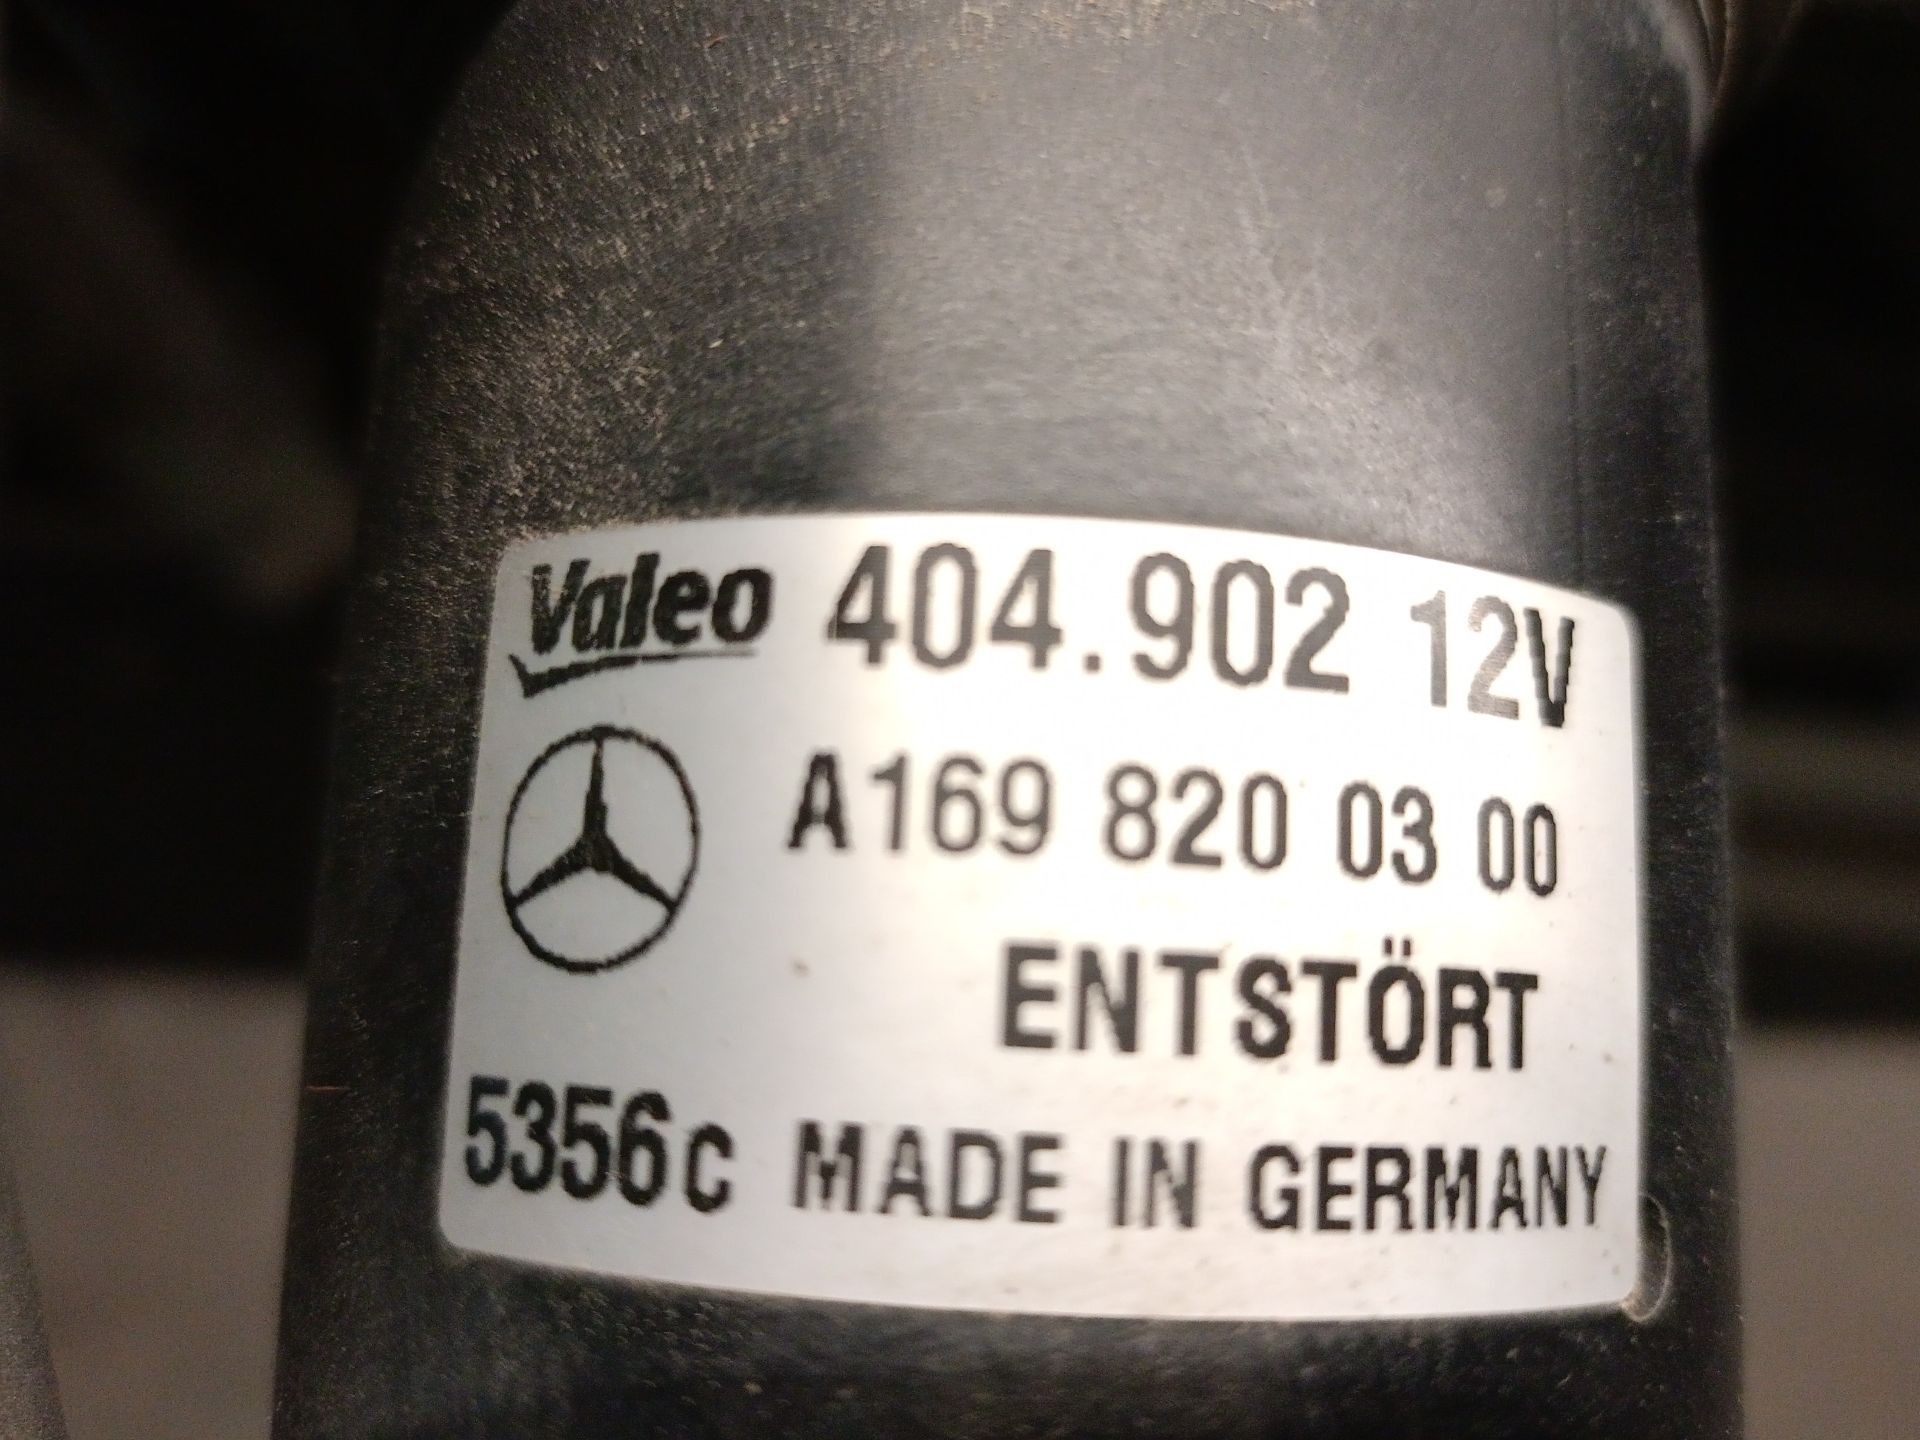 Valeo 404.902 12V
A169 820 03 00
ENTSTÖRT
5356c MADE IN GERMANY